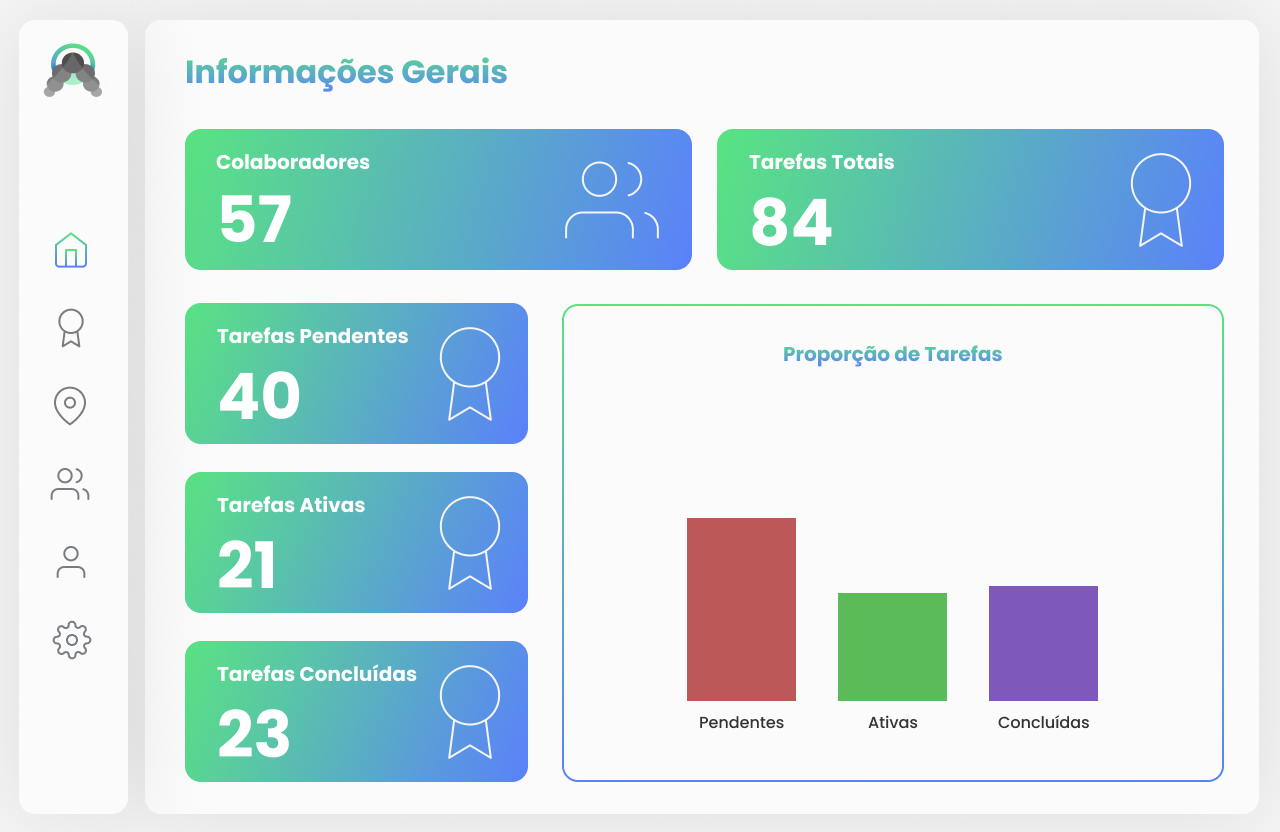 Informações Gerais
Colaboradores
57
Tarefas Totais
84
Tarefas Pendentes
40
Tarefas Ativas
21
Tarefas Concluídas
23
Proporção de Tarefas
Pendentes
Ativas
Concluídas